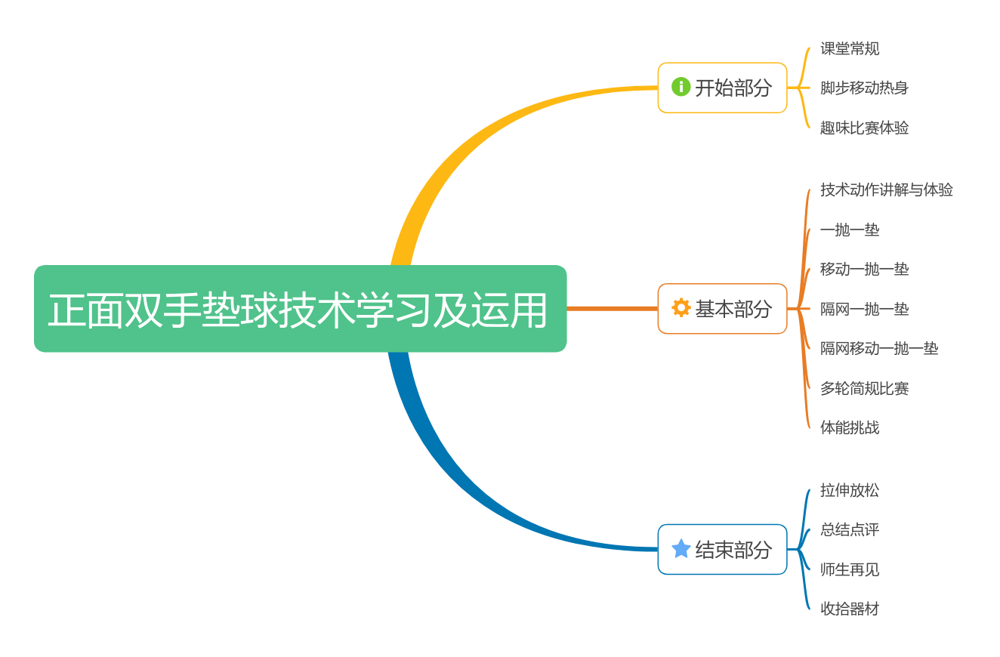 正面双手垫球技术学习及运用
开始部分
课堂常规
脚步移动热身
趣味比赛体验
基本部分
技术动作讲解与体验
一抛一垫
移动一抛一垫
隔网一抛一垫
隔网移动一抛一垫
多轮简规比赛
体能挑战
结束部分
拉伸放松
总结点评
师生再见
收拾器材